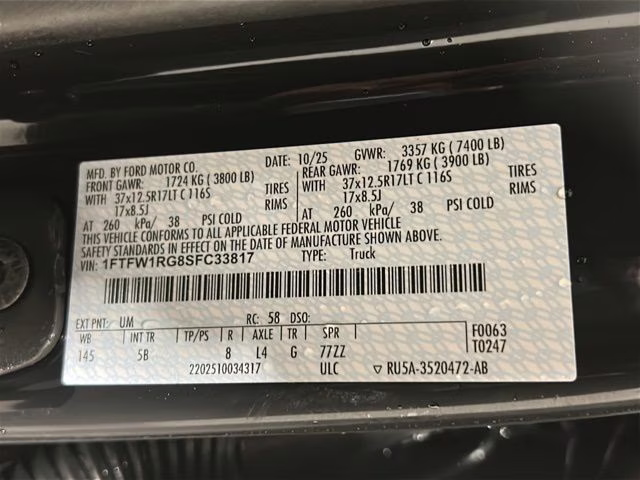 MFD. BY FORD MOTOR CO. DATE: 10/25 GVWR: 3357 KG ( 7400 LB)
FRONT GAWR: 1724 KG ( 3800 LB) REAR GAWR: 1769 KG ( 3900 LB)
WITH 37x12.5R17LT C 116S TIRES WITH 37x12.5R17LT C 116S TIRES
17x8.5J RIMS 17x8.5J RIMS
AT 260 kPa/ 38 PSI COLD AT 260 kPa/ 38 PSI COLD
THIS VEHICLE CONFORMS TO ALL APPLICABLE FEDERAL MOTOR VEHICLE
SAFETY STANDARDS IN EFFECT ON THE DATE OF MANUFACTURE SHOWN ABOVE.
VIN: 1FTFW1RG8SFC33817 TYPE: Truck
EXT PNT: UM RC: 58 DSO:
WB INT TR TP/PS R AXLE TR SPR F0063
145 5B 8 L4 G 77ZZ T0247
2202510034317 ULC RU5A-3520472-AB